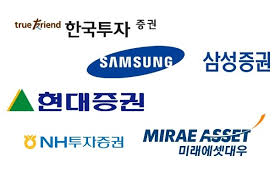 true friend 한국투자 증권
SAMSUNG 삼성증권
현대증권
NH투자증권
MIRAE ASSET
미래에셋대우